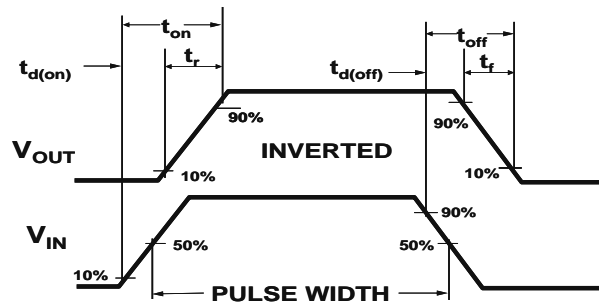 t_on
t_off
t_d(on)
t_r
t_d(off)
t_f
90%
90%
V_OUT
INVERTED
10%
10%
V_IN
90%
50%
50%
10%
PULSE WIDTH